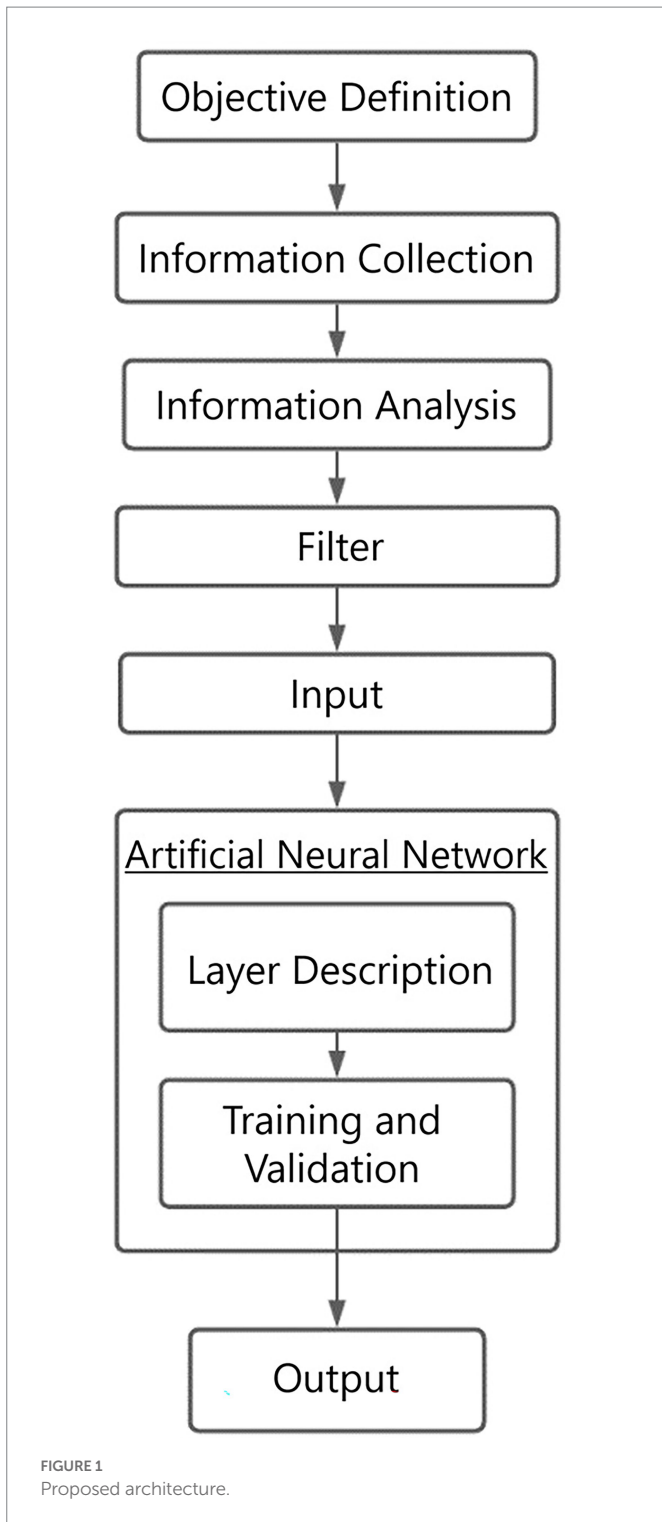 Objective Definition
Information Collection
Information Analysis
Filter
Input
Artificial Neural Network
Layer Description
Training and
Validation
Output
FIGURE 1
Proposed architecture.